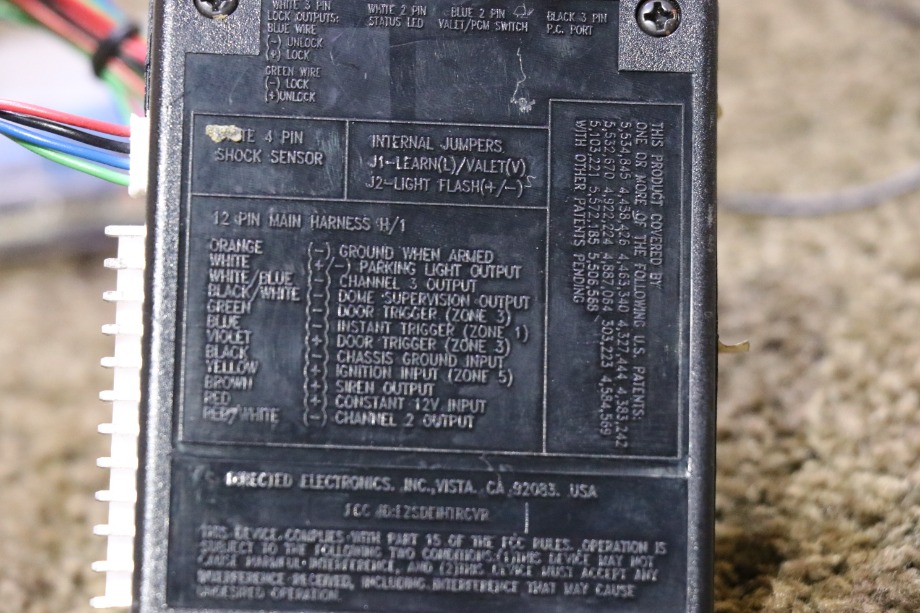 WHITE 3 PIN
LOCK OUTPUTS:
BLUE WIRE
(-) UNLOCK
(+) LOCK
GREEN WIRE
(-) LOCK
(+)UNLOCK
WHITE 2 PIN
STATUS LED
BLUE 2 PIN
VALET/PGM SWITCH
BLACK 3 PIN
P.C. PORT
TE 4 PIN
SHOCK SENSOR
INTERNAL JUMPERS
J1-LEARN(L)/VALET(V)
J2-LIGHT FLASH(+/-)
THIS PRODUCT COVERED BY
ONE OR MORE OF THE FOLLOWING U.S. PATENTS:
5,534,845 4,438,426 4,463,340 4,327,444 4,383,242
5,532,670 4,922,224 4,887,064 303,223 4,584,569
5,103,221 5,572,185 5,506,568
WITH OTHER PATENTS PENDING
12 PIN MAIN HARNESS H/1
ORANGE (-) GROUND WHEN ARMED
WHITE (+/-) PARKING LIGHT OUTPUT
WHITE/BLUE (-) CHANNEL 3 OUTPUT
BLACK/WHITE (-) DOME SUPERVISION OUTPUT
GREEN (-) DOOR TRIGGER (ZONE 3)
BLUE (-) INSTANT TRIGGER (ZONE 1)
VIOLET (+) DOOR TRIGGER (ZONE 3)
BLACK (-) CHASSIS GROUND INPUT
YELLOW (+) IGNITION INPUT (ZONE 5)
BROWN (+) SIREN OUTPUT
RED (+) CONSTANT 12V INPUT
RED/WHITE (-) CHANNEL 2 OUTPUT
DIRECTED ELECTRONICS, INC.,VISTA, CA 92083, USA
FCC ID:EZSDEIH1RCVR
THIS DEVICE COMPLIES WITH PART 15 OF THE FCC RULES. OPERATION IS
SUBJECT TO THE FOLLOWING TWO CONDITIONS:(1)THIS DEVICE MAY NOT
CAUSE HARMFUL INTERFERENCE, AND (2)THIS DEVICE MUST ACCEPT ANY
INTERFERENCE RECEIVED, INCLUDING INTERFERENCE THAT MAY CAUSE
UNDESIRED OPERATION.